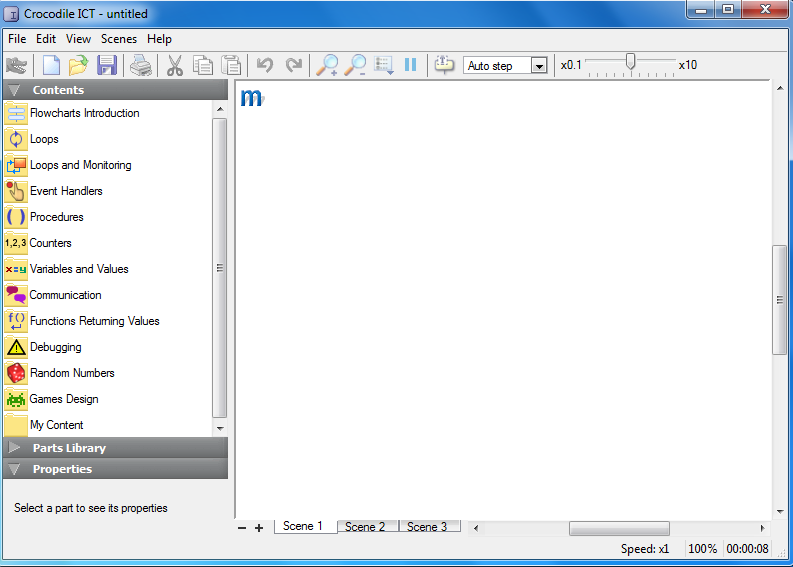 Crocodile ICT - untitled
File Edit View Scenes Help
Auto step x0.1 x10
Contents
m
Flowcharts Introduction
Loops
Loops and Monitoring
Event Handlers
( ) Procedures
1,2,3 Counters
x=y Variables and Values
Communication
f() Functions Returning Values
Debugging
Random Numbers
Games Design
My Content
Parts Library
Properties
Select a part to see its properties
Scene 1 Scene 2 Scene 3
Speed: x1 100% 00:00:08